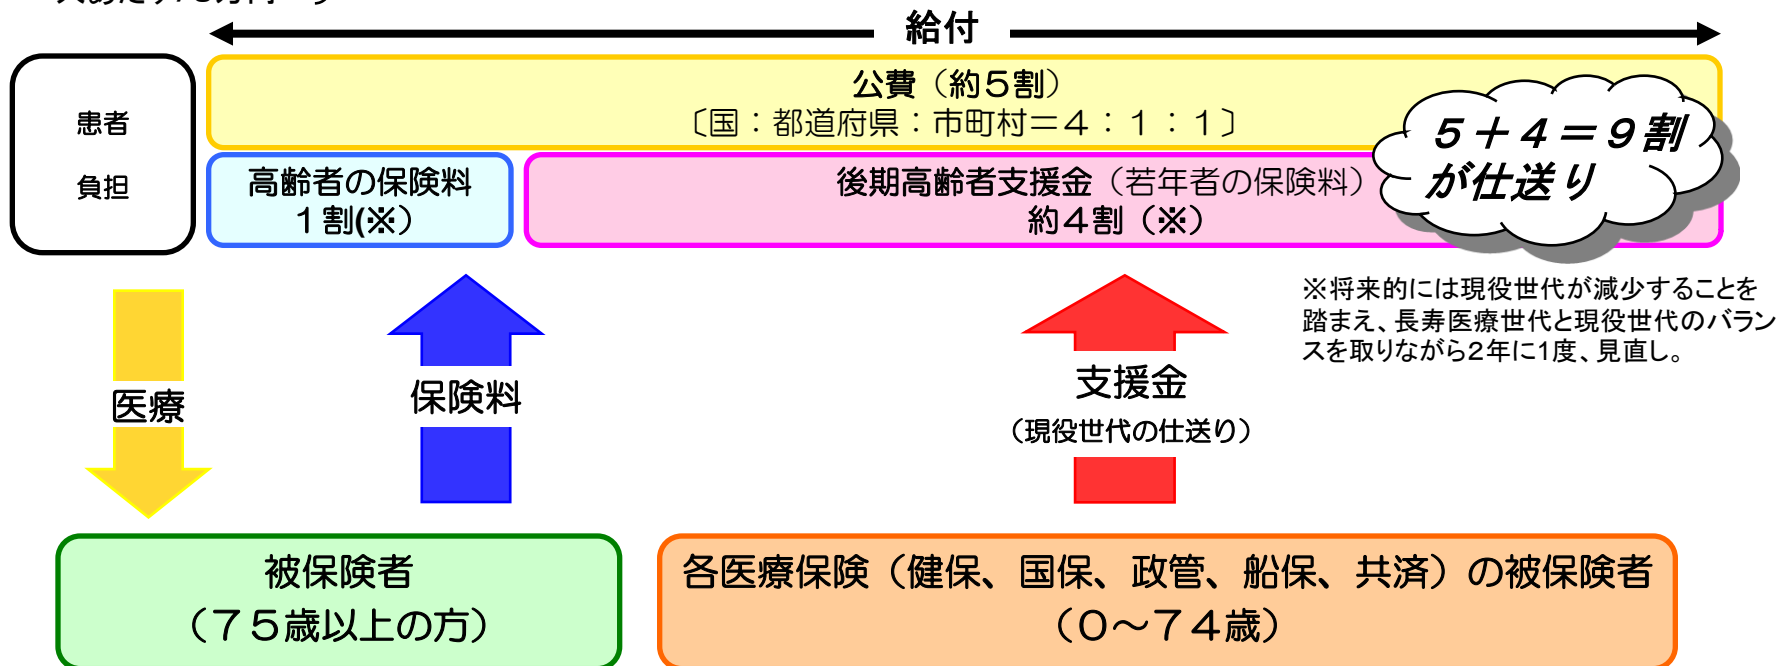 給付
患者
負担
公費（約５割）
〔国：都道府県：市町村＝４：１：１〕
高齢者の保険料
１割(※）
後期高齢者支援金（若年者の保険料）
約４割（※）
５＋４＝９割
が仕送り
※将来的には現役世代が減少することを
踏まえ、長寿医療世代と現役世代のバラン
スを取りながら2年に1度、見直し。
医療
保険料
支援金
（現役世代の仕送り）
被保険者
（７５歳以上の方）
各医療保険（健保、国保、政管、船保、共済）の被保険者
（０～７４歳）